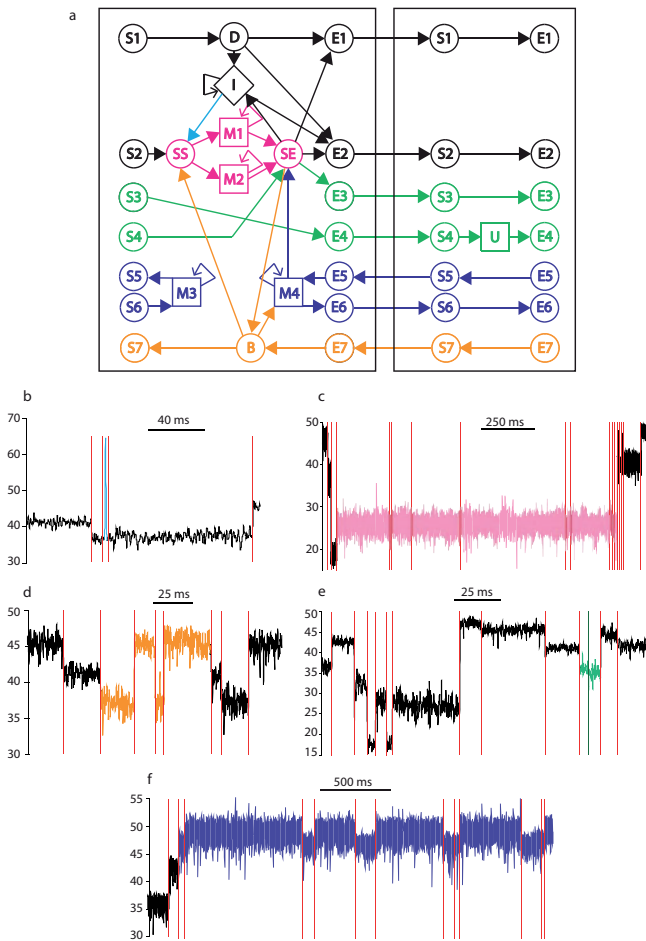 a
S1 D E1 S1 E1
I
M1
S2 SS SE E2 S2 E2
M2
S3 E3 S3 E3
S4 E4 S4 U E4
S5 E5 S5 E5
M3 M4
S6 E6 S6 E6
S7 B E7 S7 E7
b
40 ms
70
60
50
40
30
c
250 ms
50
40
30
20
d
25 ms
50
45
40
35
30
e
25 ms
50
45
40
35
30
25
20
15
f
500 ms
55
50
45
40
35
30